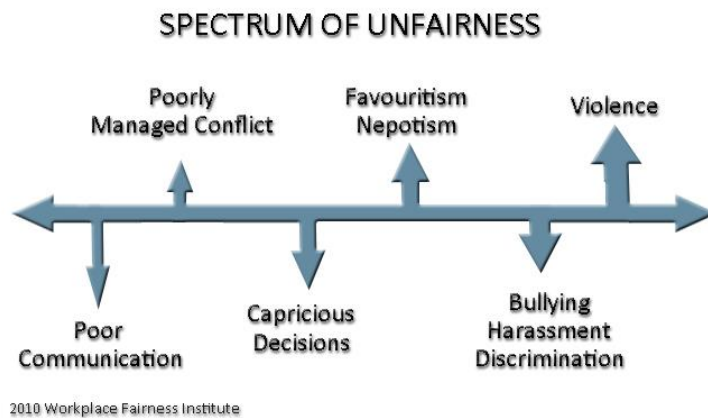 SPECTRUM OF UNFAIRNESS
Poorly
Managed Conflict
Favouritism
Nepotism
Violence
Poor
Communication
Capricious
Decisions
Bullying
Harassment
Discrimination
2010 Workplace Fairness Institute